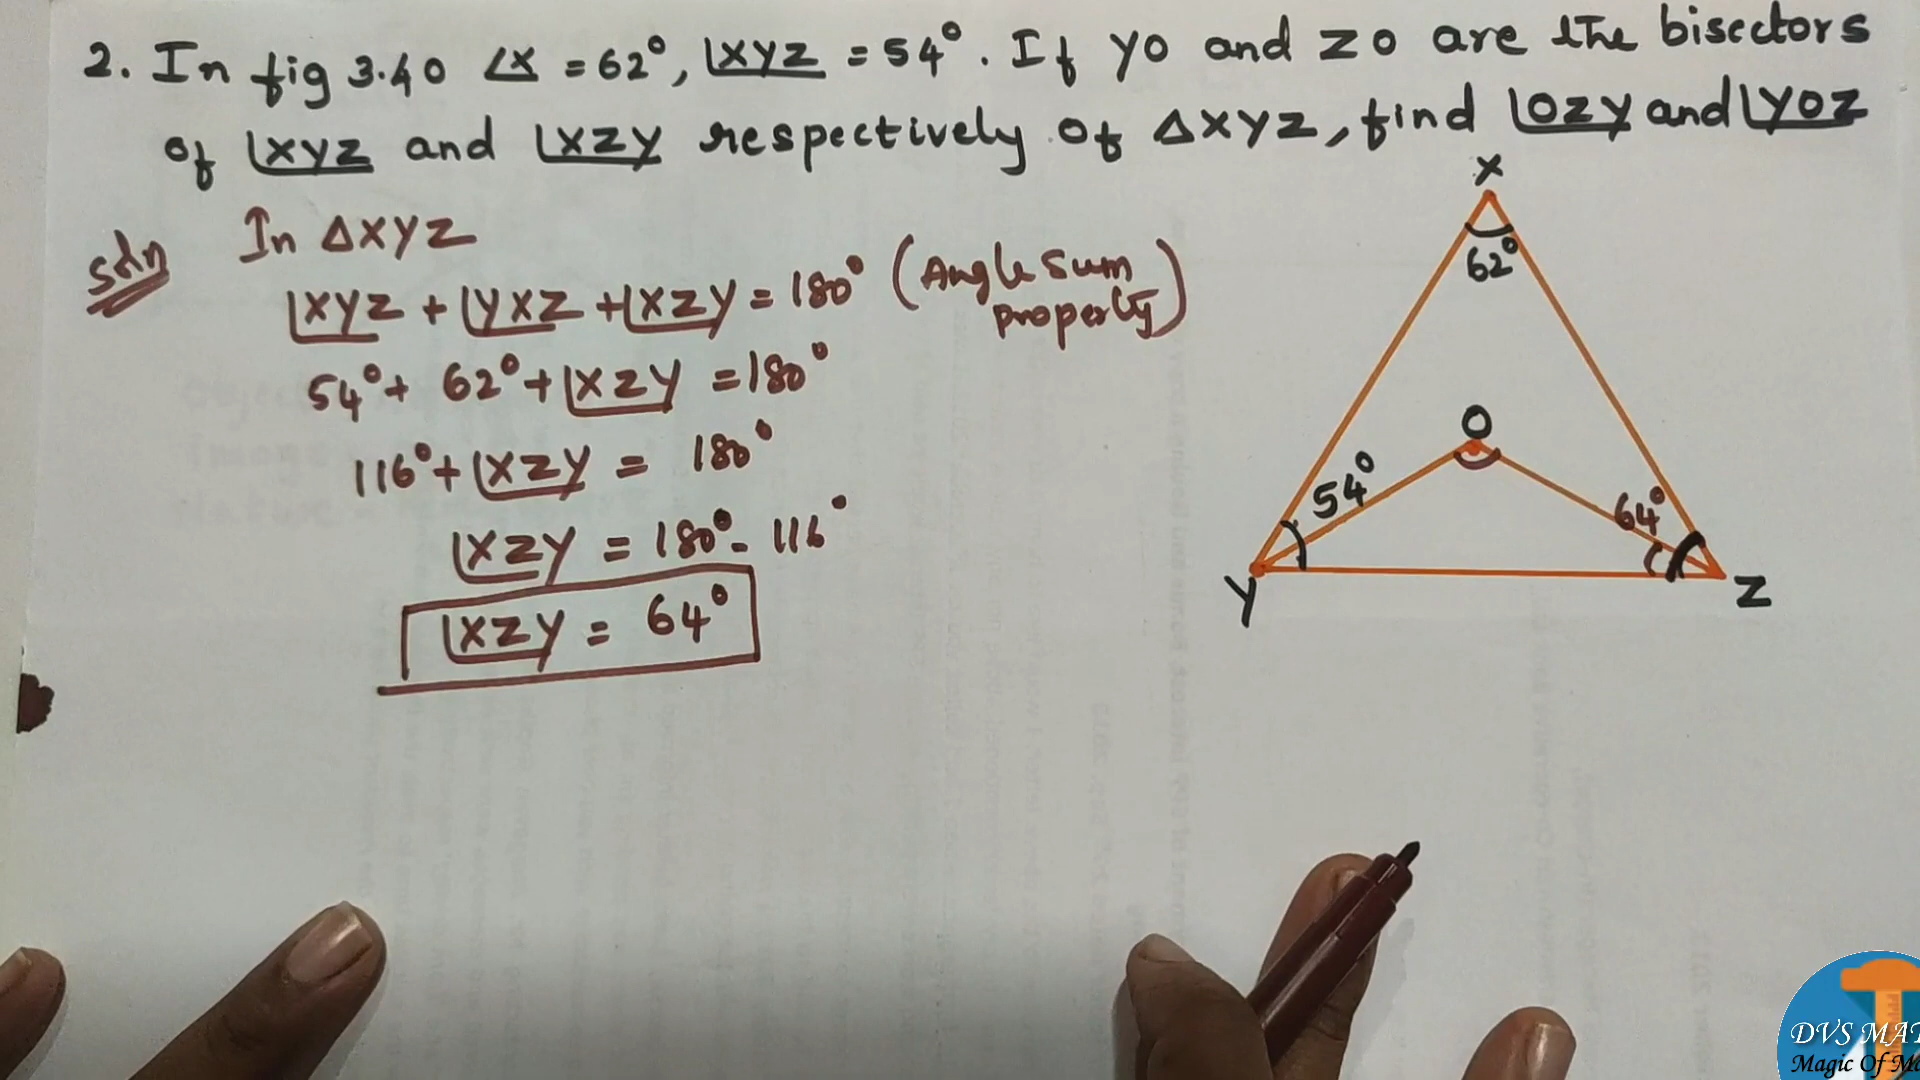 2. In fig 3.40 ∠X = 62°, ∠XYZ = 54°. If YO and ZO are the bisectors
of ∠XYZ and ∠XZY respectively of ΔXYZ, find ∠OZY and ∠YOZ
Soln In ΔXYZ
∠XYZ + ∠YXZ + ∠XZY = 180° (Angle Sum
property)
54° + 62° + ∠XZY = 180°
116° + ∠XZY = 180°
∠XZY = 180° - 116°
∠XZY = 64°
X
62°
O
54°
64°
Y
Z
DVS MAT
Magic Of Ma